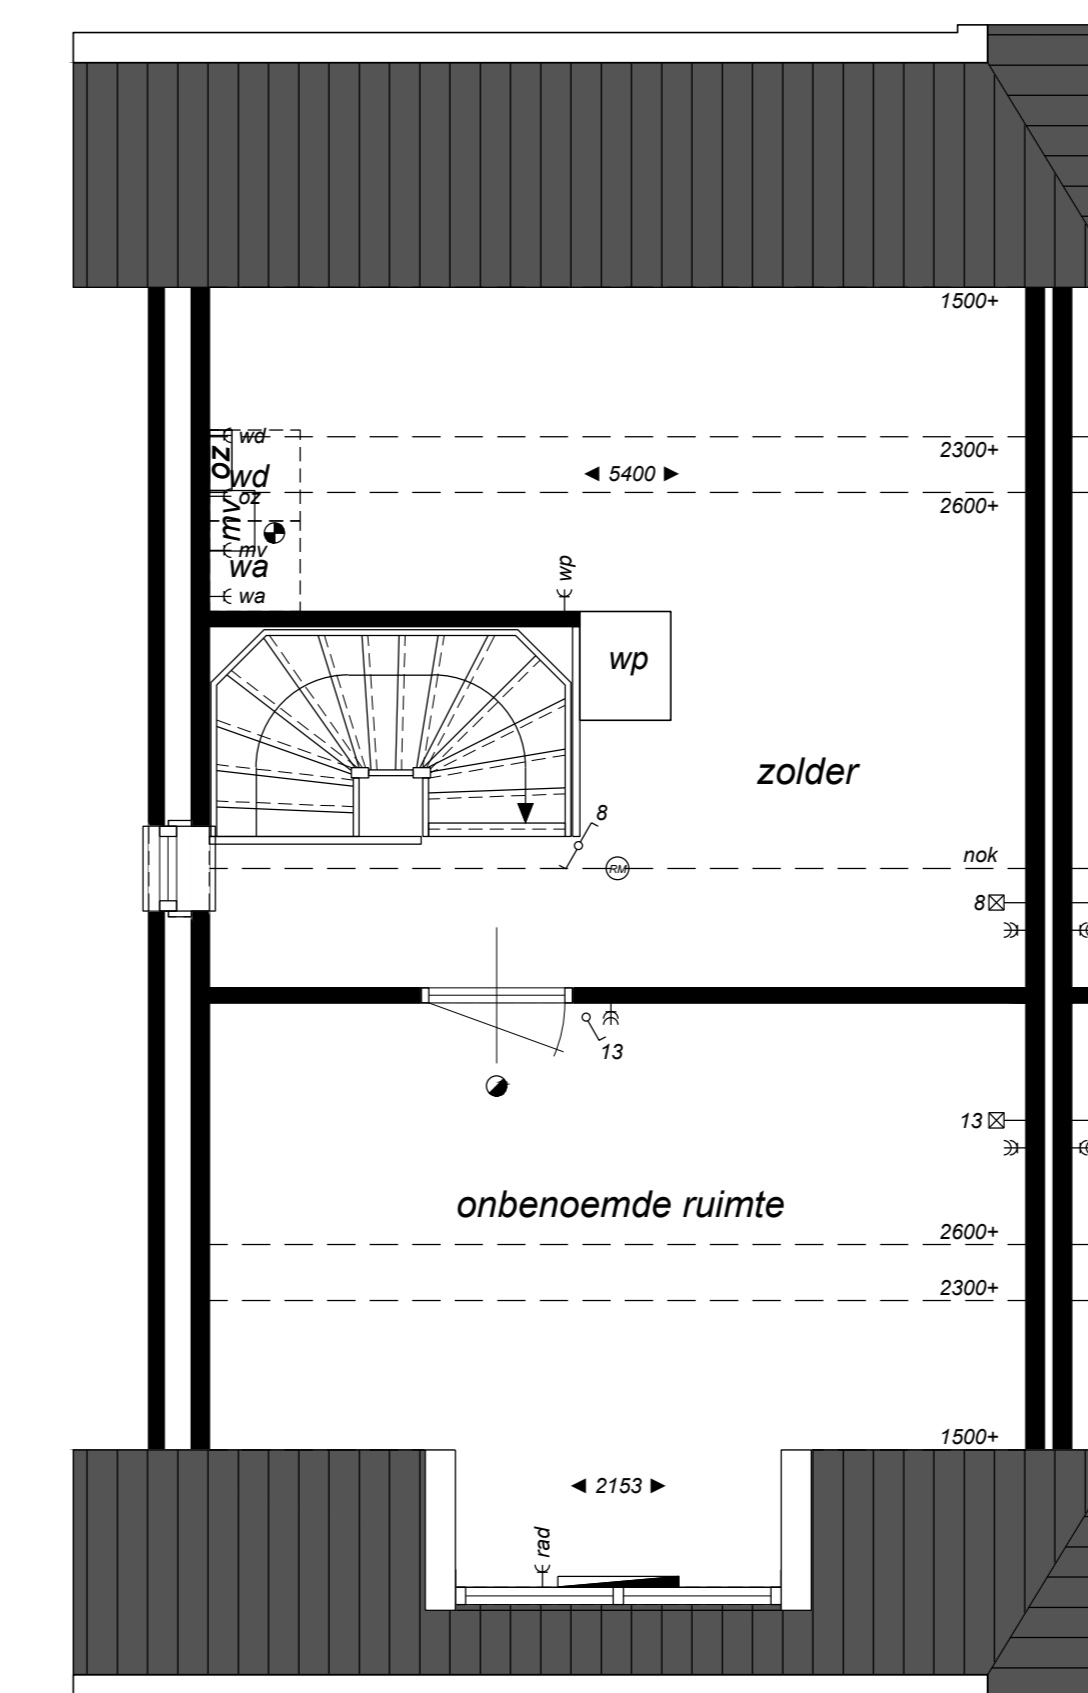 1500+
wd
2300+
oz
wd
◄ 5400 ►
oz
2600+
mv
mv
wa
wp
wa
wp
zolder
8
nok
RM
8
13
13
onbenoemde ruimte
2600+
2300+
1500+
◄ 2153 ►
rad